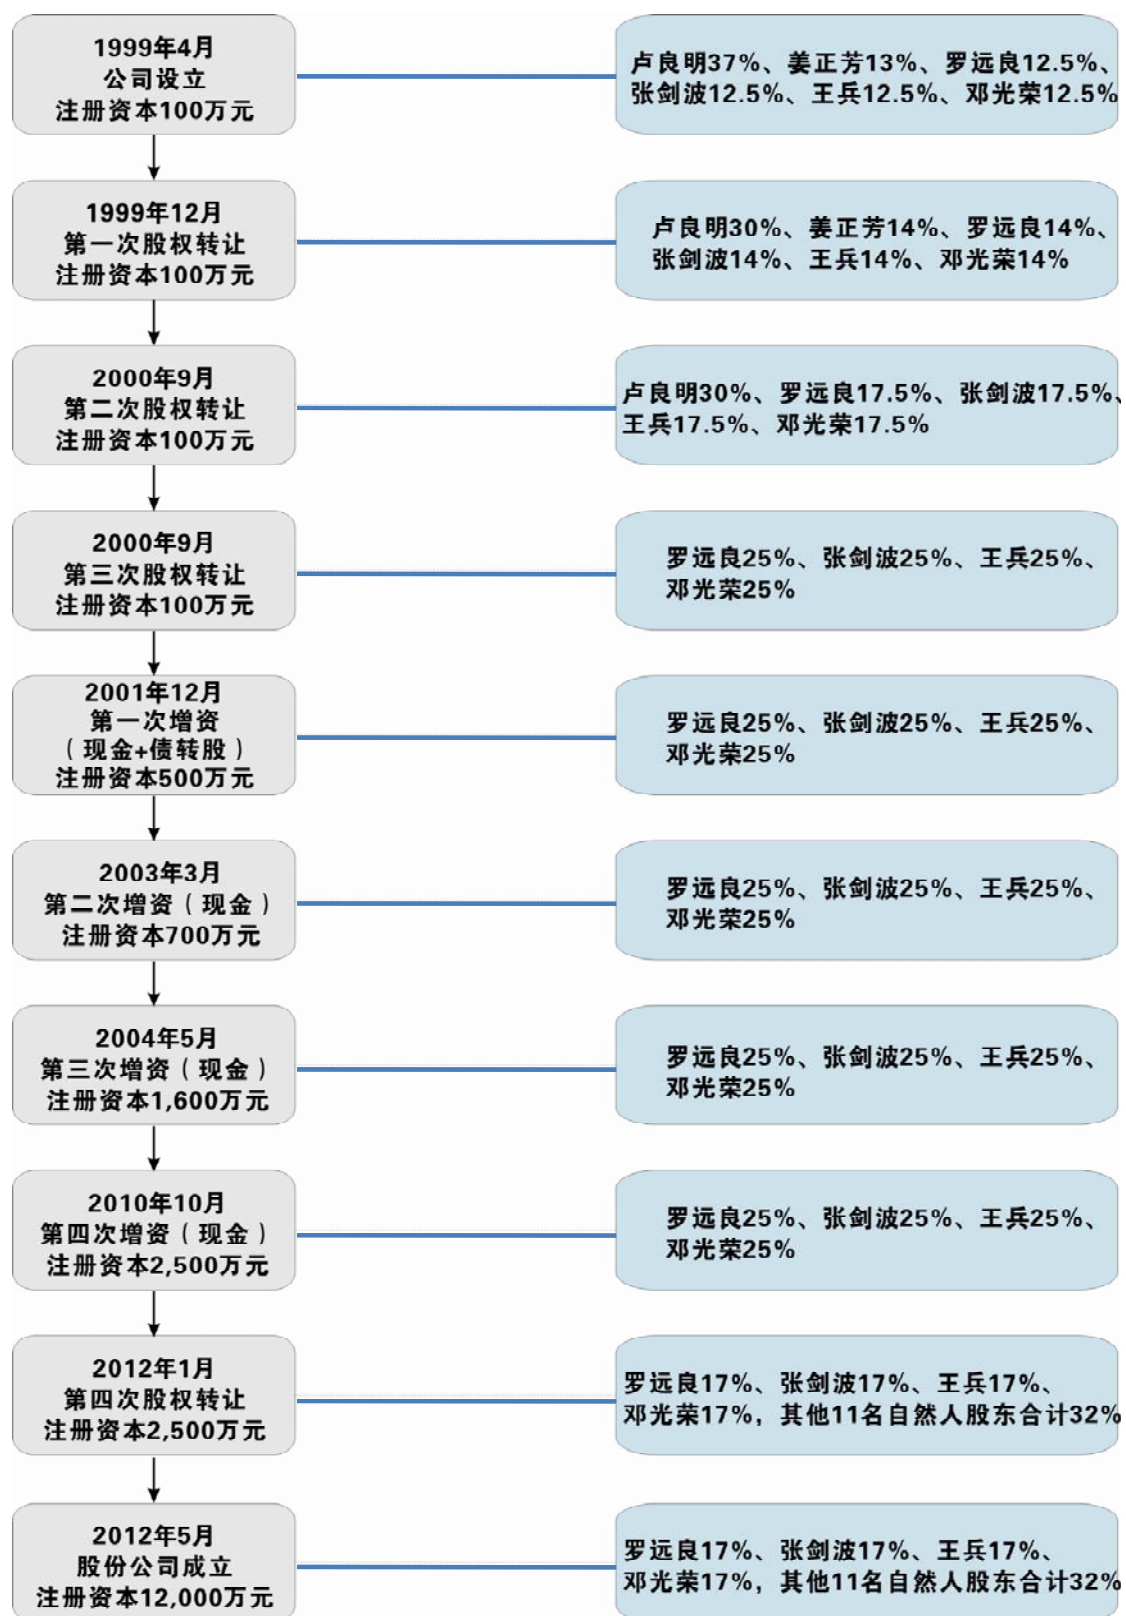 1999年4月
公司设立
注册资本100万元
卢良明37%、姜正芳13%、罗远良12.5%、
张剑波12.5%、王兵12.5%、邓光荣12.5%
1999年12月
第一次股权转让
注册资本100万元
卢良明30%、姜正芳14%、罗远良14%、
张剑波14%、王兵14%、邓光荣14%
2000年9月
第二次股权转让
注册资本100万元
卢良明30%、罗远良17.5%、张剑波17.5%、
王兵17.5%、邓光荣17.5%
2000年9月
第三次股权转让
注册资本100万元
罗远良25%、张剑波25%、王兵25%、
邓光荣25%
2001年12月
第一次增资
（现金+债转股）
注册资本500万元
罗远良25%、张剑波25%、王兵25%、
邓光荣25%
2003年3月
第二次增资（现金）
注册资本700万元
罗远良25%、张剑波25%、王兵25%、
邓光荣25%
2004年5月
第三次增资（现金）
注册资本1,600万元
罗远良25%、张剑波25%、王兵25%、
邓光荣25%
2010年10月
第四次增资（现金）
注册资本2,500万元
罗远良25%、张剑波25%、王兵25%、
邓光荣25%
2012年1月
第四次股权转让
注册资本2,500万元
罗远良17%、张剑波17%、王兵17%、
邓光荣17%，其他11名自然人股东合计32%
2012年5月
股份公司成立
注册资本12,000万元
罗远良17%、张剑波17%、王兵17%、
邓光荣17%，其他11名自然人股东合计32%